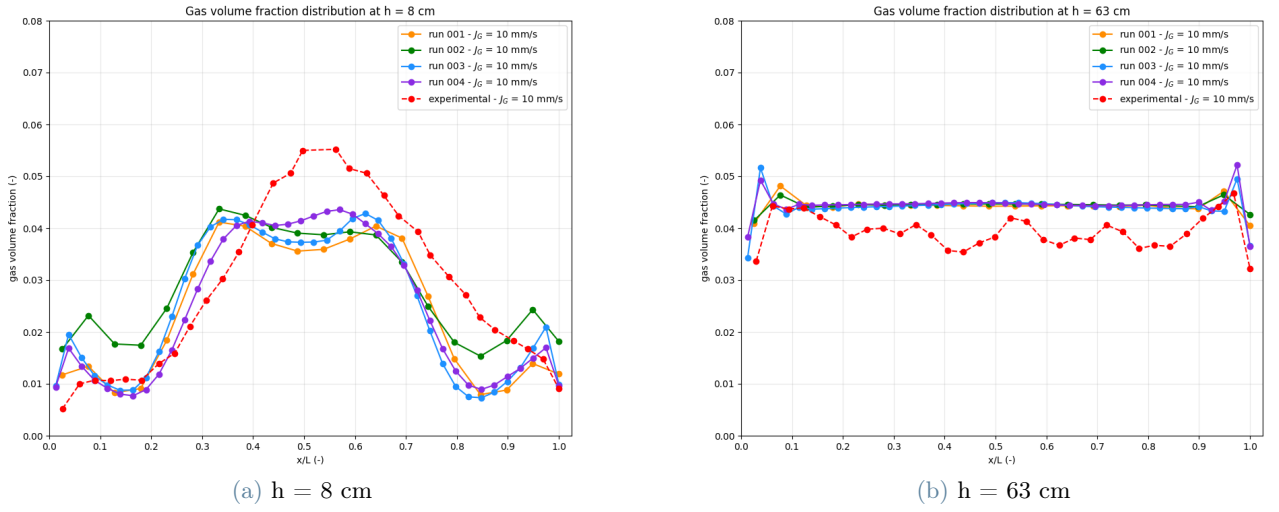 Gas volume fraction distribution at h = 8 cm
gas volume fraction (-)
0.08
0.07
0.06
0.05
0.04
0.03
0.02
0.01
0.00
run 001 - J_G = 10 mm/s
run 002 - J_G = 10 mm/s
run 003 - J_G = 10 mm/s
run 004 - J_G = 10 mm/s
experimental - J_G = 10 mm/s
0.0 0.1 0.2 0.3 0.4 0.5 0.6 0.7 0.8 0.9 1.0
x/L (-)
(a) h = 8 cm
Gas volume fraction distribution at h = 63 cm
gas volume fraction (-)
0.08
0.07
0.06
0.05
0.04
0.03
0.02
0.01
0.00
run 001 - J_G = 10 mm/s
run 002 - J_G = 10 mm/s
run 003 - J_G = 10 mm/s
run 004 - J_G = 10 mm/s
experimental - J_G = 10 mm/s
0.0 0.1 0.2 0.3 0.4 0.5 0.6 0.7 0.8 0.9 1.0
x/L (-)
(b) h = 63 cm